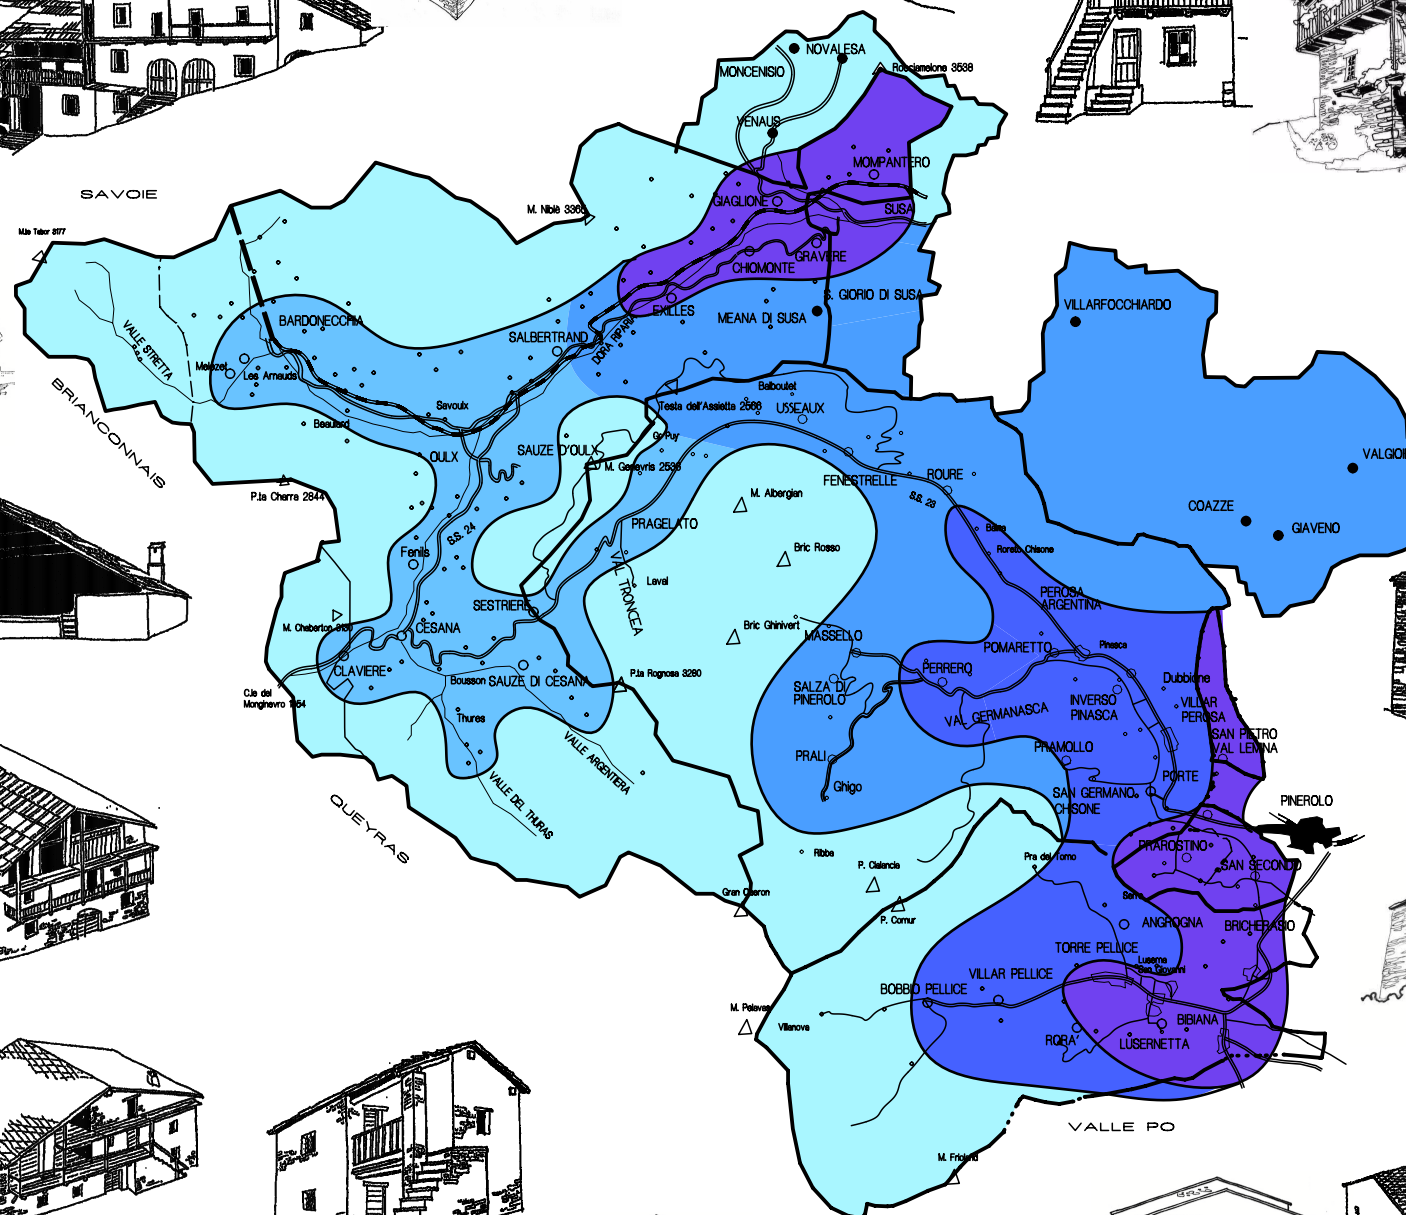 NOVALESA
MONCENISIO
Rocciamelone 3538
VENAUS
MOMPANTERO
SAVOIE
GIAGLIONE
SUSA
M. Niblè 3365
M.te Tabor 3177
GRAVERE
CHIOMONTE
S. GIORIO DI SUSA
EXILLES
MEANA DI SUSA
VILLARFOCCHIARDO
BARDONECCHIA
SALBERTRAND
DORA RIPARIA
VALLE STRETTA
Melezet
Les Arnauds
BRIANCONNAIS
Balboutet
Savoulx
Testa dell'Assietta 2566
USSEAUX
Beaulard
Gr Puy
OULX
SAUZE D'OULX
M. Genevris 2536
VALGIOIE
FENESTRELLE
ROURE
P.ta Charra 2844
M. Albergian
S.S. 23
COAZZE
GIAVENO
PRAGELATO
S.S. 24
Roreto Chisone
Bric Rosso
Fenils
Laval
VAL TRONCEA
PEROSA
ARGENTINA
SESTRIERE
M. Chaberton 3130
CESANA
Bric Ghinivert
MASSELLO
POMARETTO
Pinasca
CLAVIERE
Bousson
SAUZE DI CESANA
P.ta Rognosa 3280
PERRERO
Dubbione
SALZA DI
PINEROLO
C.le del
Monginevro 1854
INVERSO
PINASCA
VILLAR
PEROSA
Thures
VAL GERMANASCA
SAN PIETRO
VAL LEMINA
VALLE ARGENTIERA
PRAMOLLO
PRALI
PORTE
Ghigo
SAN GERMANO
CHISONE
VALLE DEL THURAS
QUEYRAS
PINEROLO
PRAROSTINO
Ribba
Pra del Torno
P. Cialancia
SAN SECONDO
Gran Queron
P. Cornur
ANGROGNA
BRICHERASIO
TORRE PELLICE
Luserna
San Giovanni
VILLAR PELLICE
BOBBIO PELLICE
M. Pelavas
Villanova
BIBIANA
RORA'
LUSERNETTA
VALLE PO
M. Frioland